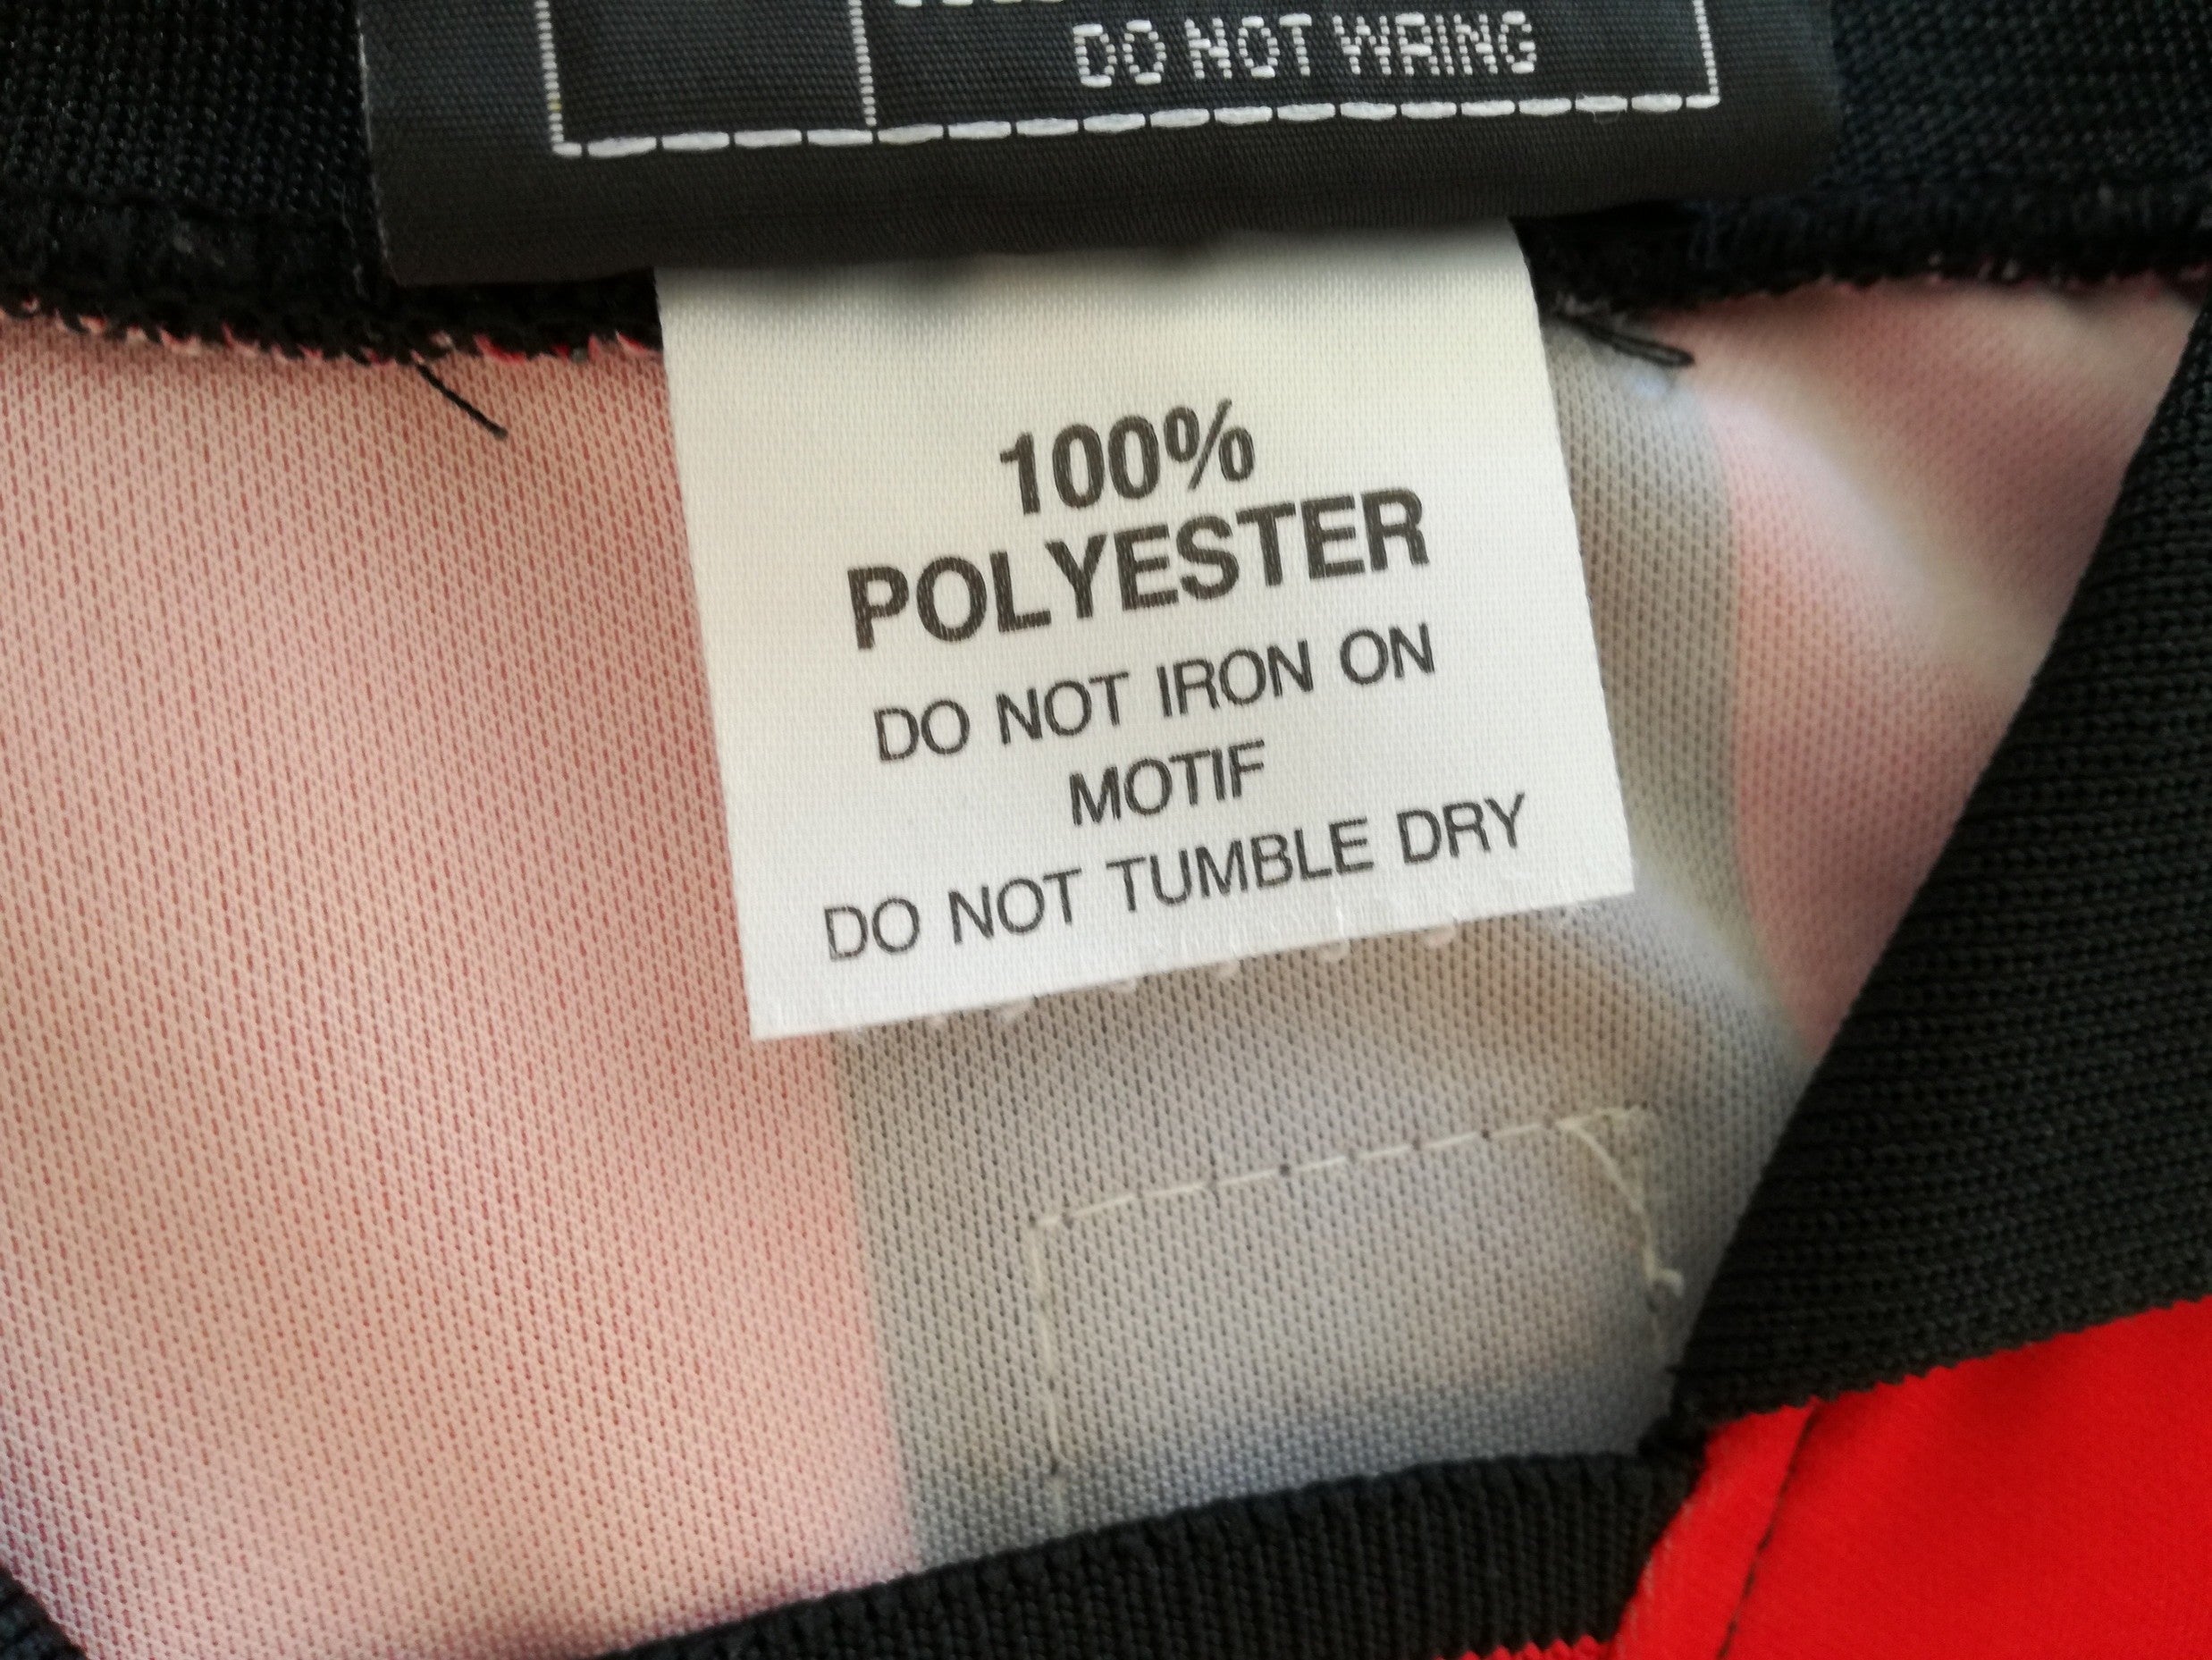 DO NOT WRING
100%
POLYESTER
DO NOT IRON ON
MOTIF
DO NOT TUMBLE DRY